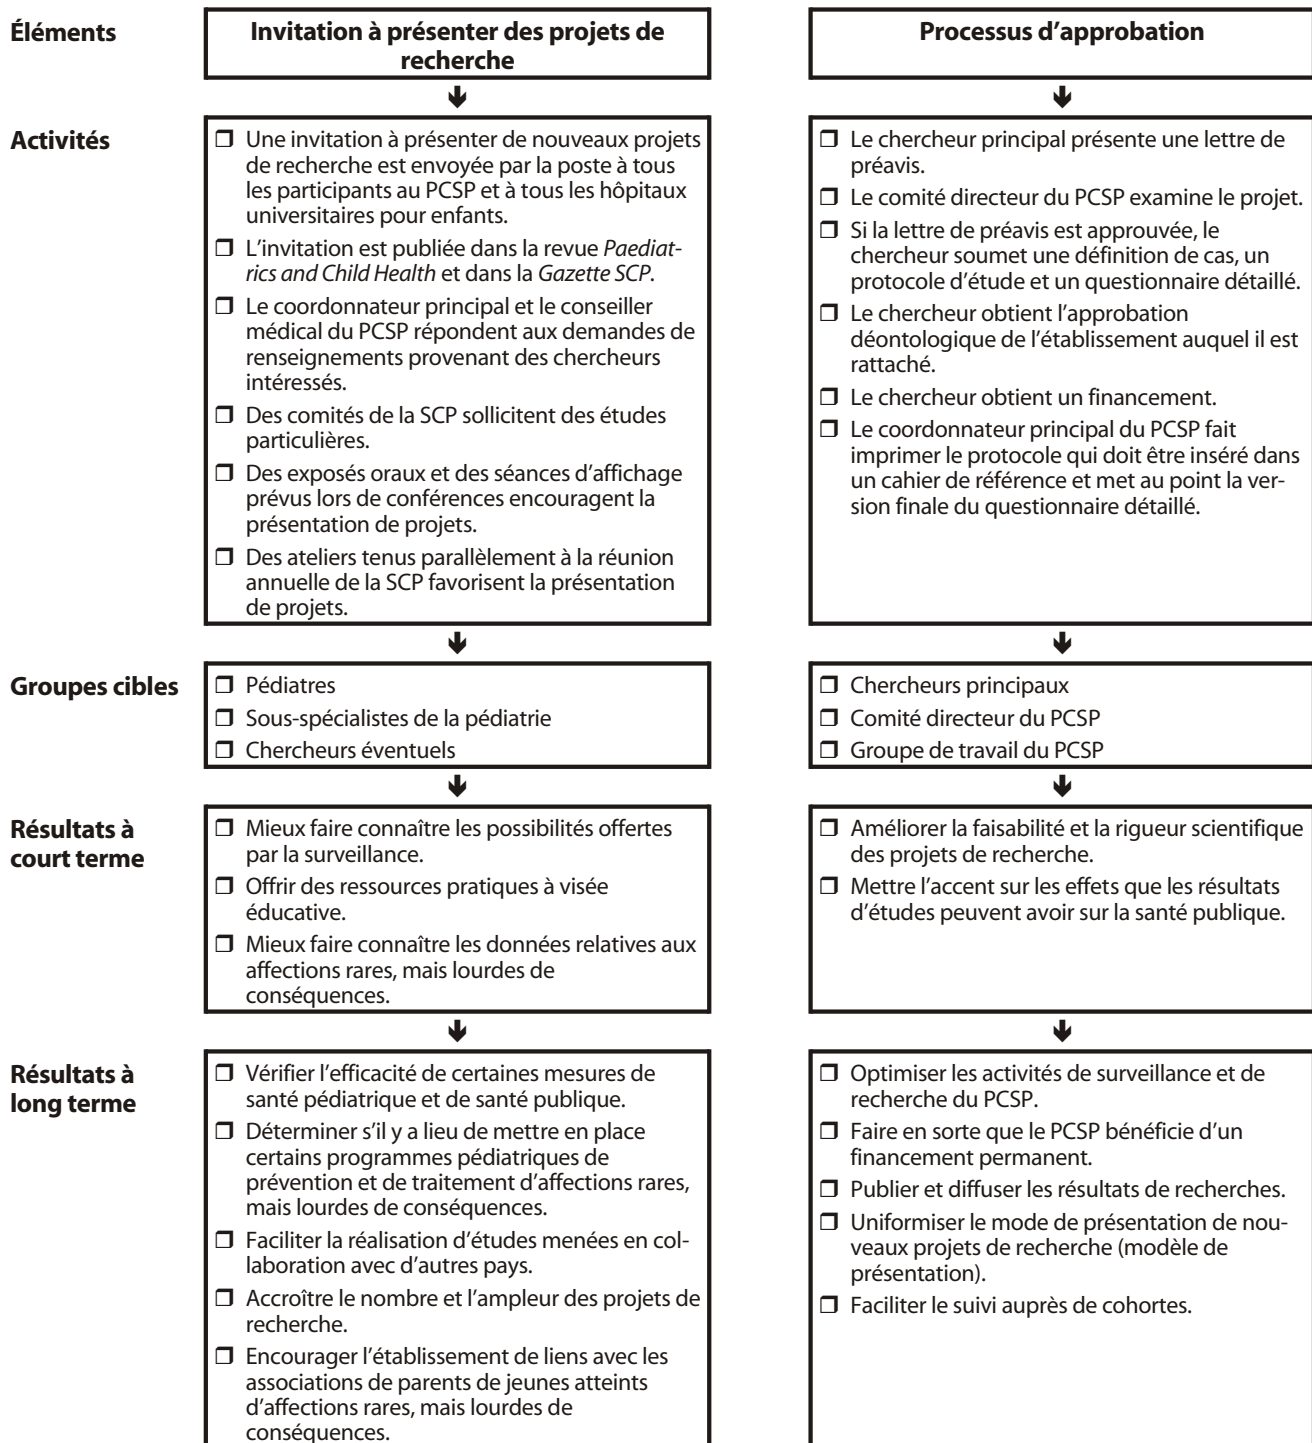 Éléments
Invitation à présenter des projets de
recherche
Processus d'approbation
Activités
❒ Une invitation à présenter de nouveaux projets
de recherche est envoyée par la poste à tous
les participants au PCSP et à tous les hôpitaux
universitaires pour enfants.
❒ L'invitation est publiée dans la revue Paediat-
rics and Child Health et dans la Gazette SCP.
❒ Le coordonnateur principal et le conseiller
médical du PCSP répondent aux demandes de
renseignements provenant des chercheurs
intéressés.
❒ Des comités de la SCP sollicitent des études
particulières.
❒ Des exposés oraux et des séances d'affichage
prévus lors de conférences encouragent la
présentation de projets.
❒ Des ateliers tenus parallèlement à la réunion
annuelle de la SCP favorisent la présentation
de projets.
❒ Le chercheur principal présente une lettre de
préavis.
❒ Le comité directeur du PCSP examine le projet.
❒ Si la lettre de préavis est approuvée, le
chercheur soumet une définition de cas, un
protocole d'étude et un questionnaire détaillé.
❒ Le chercheur obtient l'approbation
déontologique de l'établissement auquel il est
rattaché.
❒ Le chercheur obtient un financement.
❒ Le coordonnateur principal du PCSP fait
imprimer le protocole qui doit être inséré dans
un cahier de référence et met au point la ver-
sion finale du questionnaire détaillé.
Groupes cibles
❒ Pédiatres
❒ Sous-spécialistes de la pédiatrie
❒ Chercheurs éventuels
❒ Chercheurs principaux
❒ Comité directeur du PCSP
❒ Groupe de travail du PCSP
Résultats à
court terme
❒ Mieux faire connaître les possibilités offertes
par la surveillance.
❒ Offrir des ressources pratiques à visée
éducative.
❒ Mieux faire connaître les données relatives aux
affections rares, mais lourdes de
conséquences.
❒ Améliorer la faisabilité et la rigueur scientifique
des projets de recherche.
❒ Mettre l'accent sur les effets que les résultats
d'études peuvent avoir sur la santé publique.
Résultats à
long terme
❒ Vérifier l'efficacité de certaines mesures de
santé pédiatrique et de santé publique.
❒ Déterminer s'il y a lieu de mettre en place
certains programmes pédiatriques de
prévention et de traitement d'affections rares,
mais lourdes de conséquences.
❒ Faciliter la réalisation d'études menées en col-
laboration avec d'autres pays.
❒ Accroître le nombre et l'ampleur des projets de
recherche.
❒ Encourager l'établissement de liens avec les
associations de parents de jeunes atteints
d'affections rares, mais lourdes de
conséquences.
❒ Optimiser les activités de surveillance et de
recherche du PCSP.
❒ Faire en sorte que le PCSP bénéficie d'un
financement permanent.
❒ Publier et diffuser les résultats de recherches.
❒ Uniformiser le mode de présentation de nou-
veaux projets de recherche (modèle de
présentation).
❒ Faciliter le suivi auprès de cohortes.